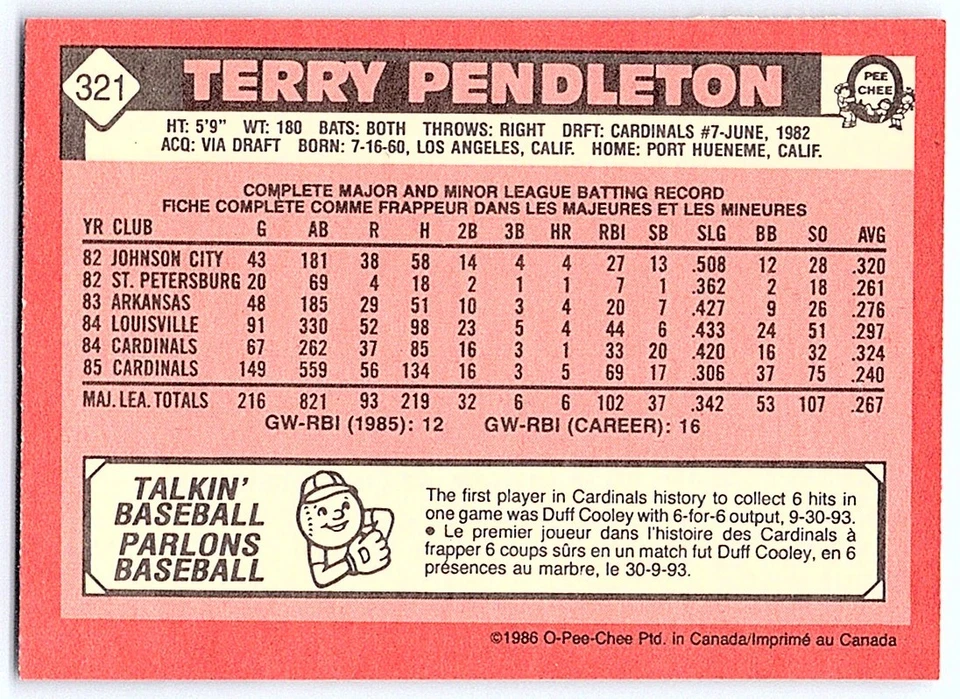 321
TERRY PENDLETON
PEE
CHEE
HT: 5'9" WT: 180 BATS: BOTH THROWS: RIGHT DRFT: CARDINALS #7-JUNE, 1982
ACQ: VIA DRAFT BORN: 7-16-60, LOS ANGELES, CALIF. HOME: PORT HUENEME, CALIF.
COMPLETE MAJOR AND MINOR LEAGUE BATTING RECORD
FICHE COMPLÈTE COMME FRAPPEUR DANS LES MAJEURES ET LES MINEURES
YR CLUB G AB R H 2B 3B HR RBI SB SLG BB SO AVG
82 JOHNSON CITY 43 181 38 58 14 4 4 27 13 .508 12 28 .320
82 ST. PETERSBURG 20 69 4 18 2 1 1 7 1 .362 2 18 .261
83 ARKANSAS 48 185 29 51 10 3 4 20 7 .427 9 26 .276
84 LOUISVILLE 91 330 52 98 23 5 4 44 6 .433 24 51 .297
84 CARDINALS 67 262 37 85 16 3 1 33 20 .420 16 32 .324
85 CARDINALS 149 559 56 134 16 3 5 69 17 .306 37 75 .240
MAJ. LEA. TOTALS 216 821 93 219 32 6 6 102 37 .342 53 107 .267
GW-RBI (1985): 12 GW-RBI (CAREER): 16
TALKIN'
BASEBALL
PARLONS
BASEBALL
The first player in Cardinals history to collect 6 hits in
one game was Duff Cooley with 6-for-6 output, 9-30-93.
● Le premier joueur dans l'histoire des Cardinals à
frapper 6 coups sûrs en un match fut Duff Cooley, en 6
présences au marbre, le 30-9-93.
©1986 O-Pee-Chee Ptd. in Canada/Imprimé au Canada